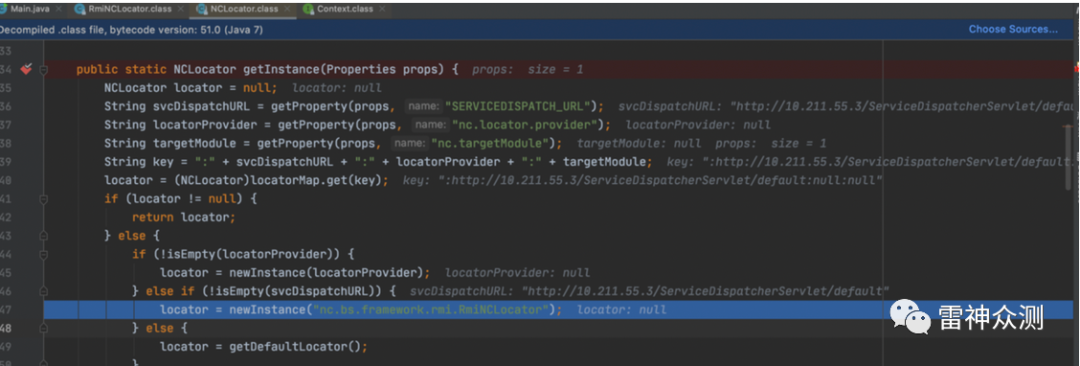 Main.java RmiNCLocator.class NCLocator.class Context.class
Decompiled .class file, bytecode version: 51.0 (Java 7) Choose Sources...
33
34 public static NCLocator getInstance(Properties props) { props: size = 1
35 NCLocator locator = null; locator: null
36 String svcDispatchURL = getProperty(props, name: "SERVICEDISPATCH_URL"); svcDispatchURL: "http://10.211.55.3/ServiceDispatcherServlet/defau
37 String locatorProvider = getProperty(props, name: "nc.locator.provider"); locatorProvider: null
38 String targetModule = getProperty(props, name: "nc.targetModule"); targetModule: null props: size = 1
39 String key = ":" + svcDispatchURL + ":" + locatorProvider + ":" + targetModule; key: ":http://10.211.55.3/ServiceDispatcherServlet/default:
40 locator = (NCLocator)locatorMap.get(key); key: ":http://10.211.55.3/ServiceDispatcherServlet/default:null:null"
41 if (locator != null) {
42 return locator;
43 } else {
44 if (!isEmpty(locatorProvider)) {
45 locator = newInstance(locatorProvider); locatorProvider: null
46 } else if (!isEmpty(svcDispatchURL)) { svcDispatchURL: "http://10.211.55.3/ServiceDispatcherServlet/default"
47 locator = newInstance("nc.bs.framework.rmi.RmiNCLocator"); locator: null
48 } else {
49 locator = getDefaultLocator();
}
雷神众测